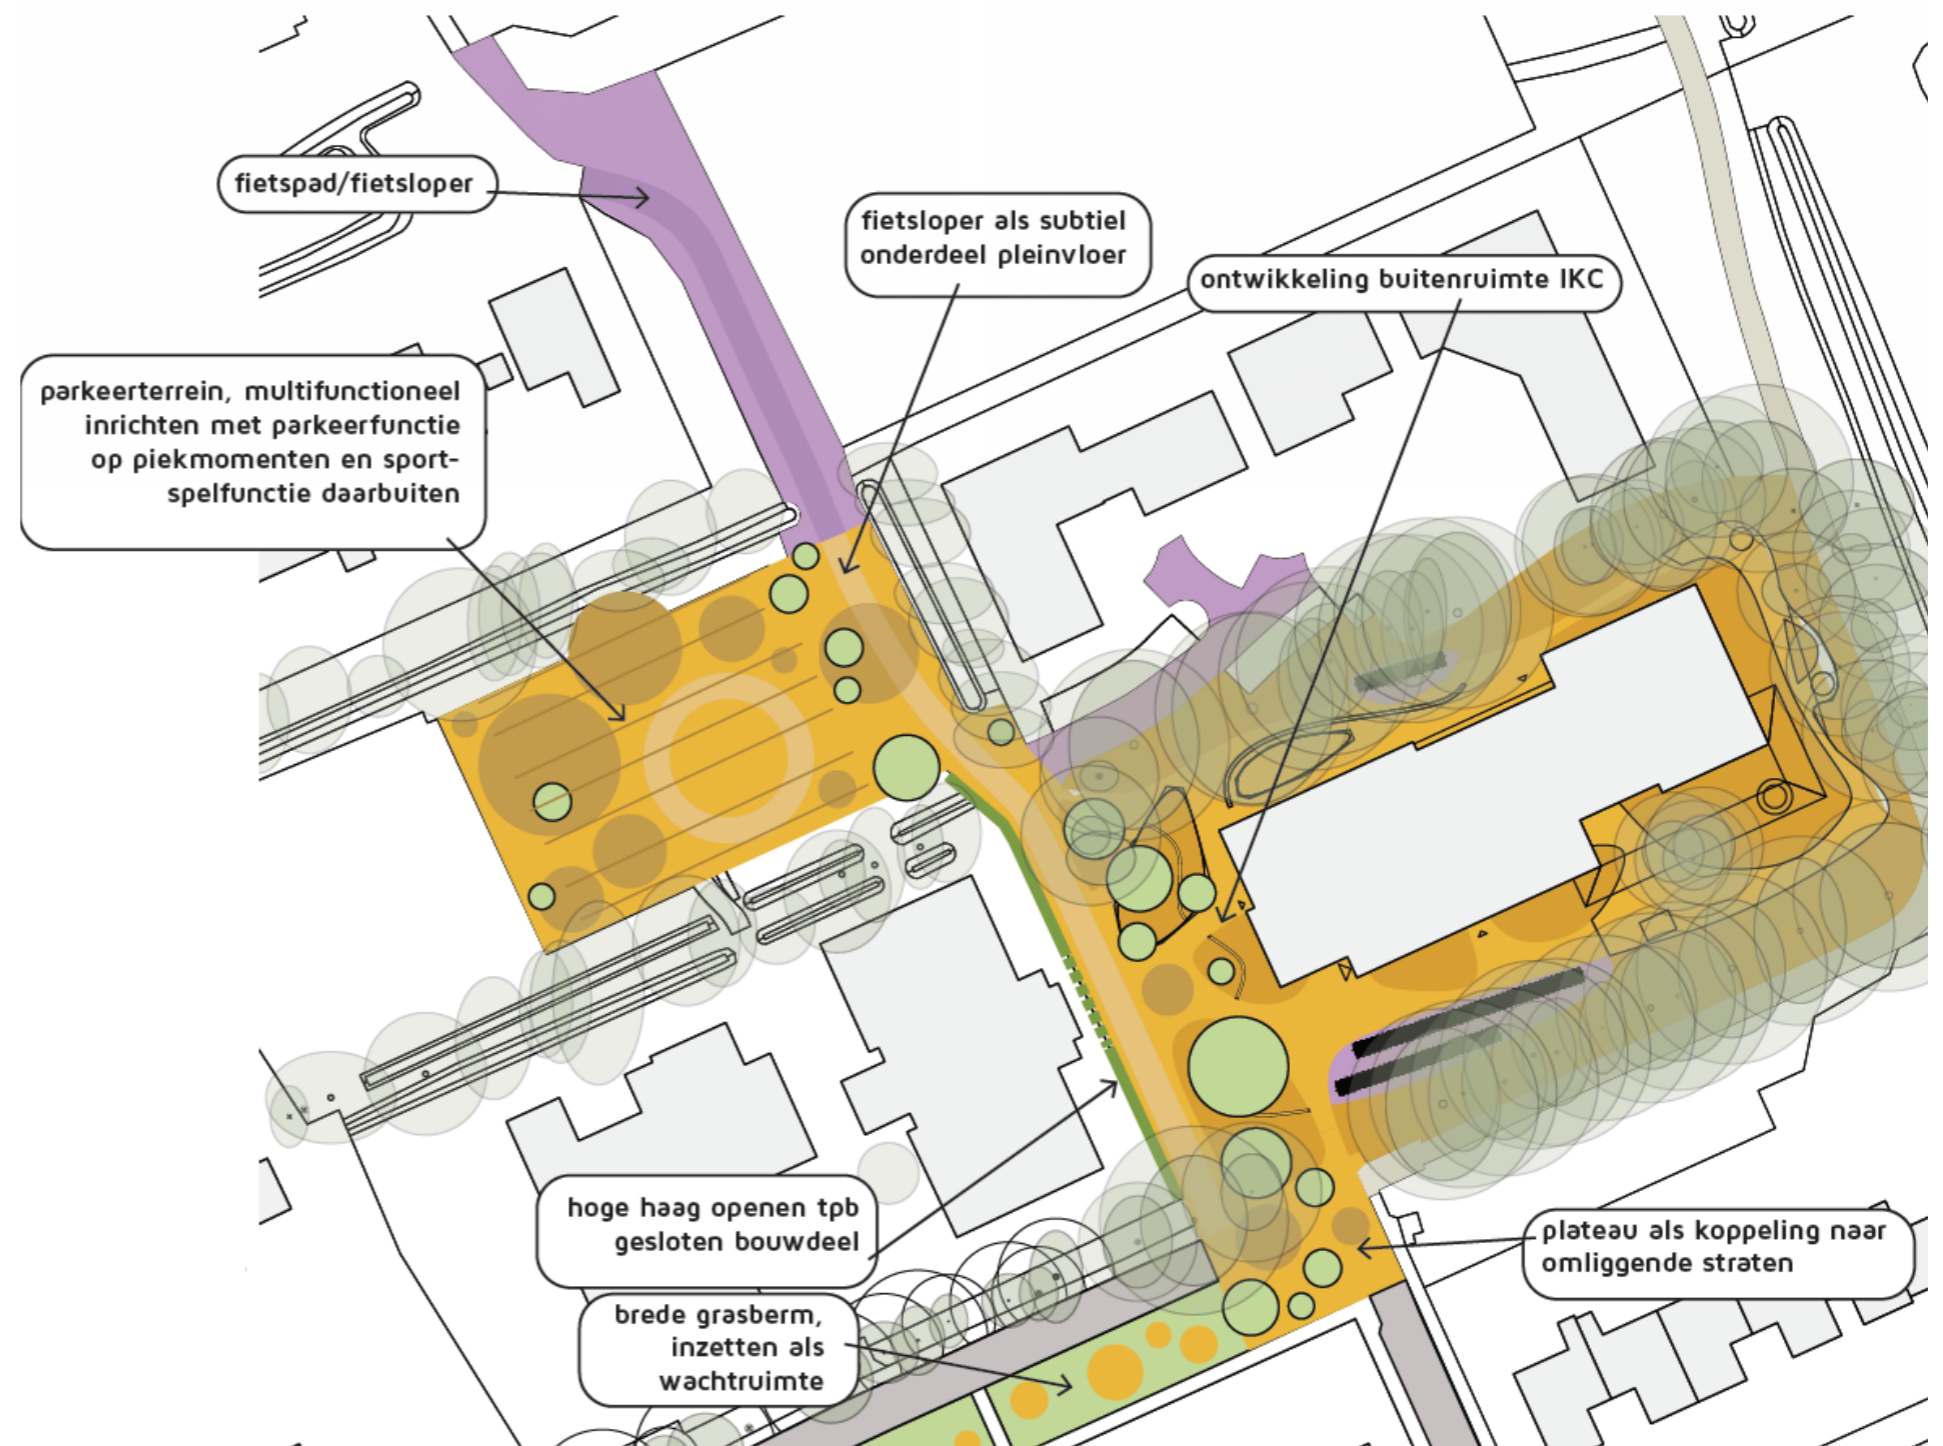 fietspad/fietsloper
fietsloper als subtiel
onderdeel pleinvloer
ontwikkeling buitenruimte IKC
parkeerterrein, multifunctioneel
inrichten met parkeerfunctie
op piekmomenten en sport-
spelfunctie daarbuiten
hoge haag openen tpb
gesloten bouwdeel
plateau als koppeling naar
omliggende straten
brede grasberm,
inzetten als
wachtruimte